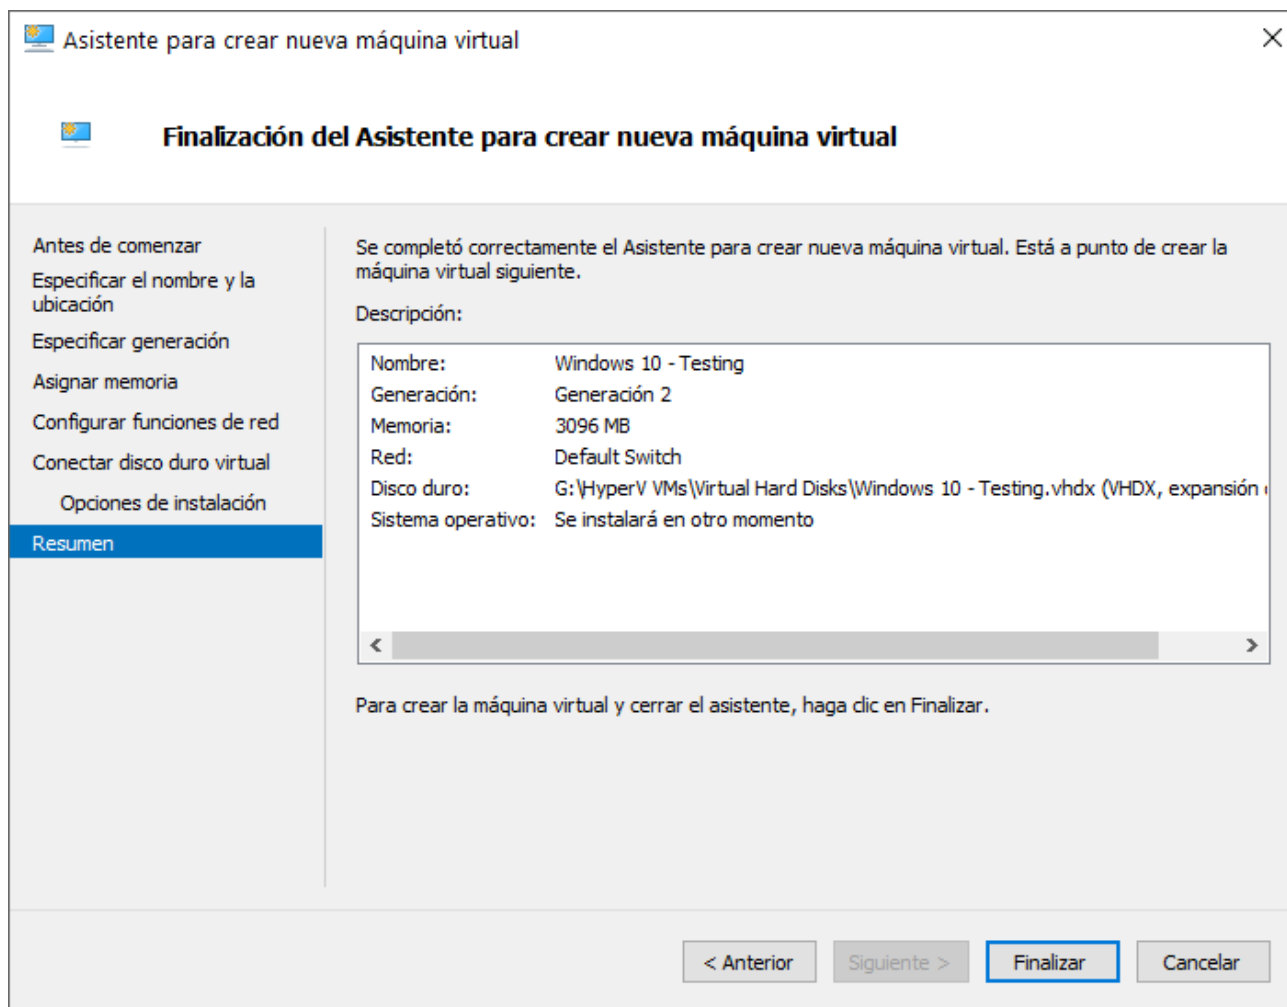 Asistente para crear nueva máquina virtual
Finalización del Asistente para crear nueva máquina virtual
Antes de comenzar
Especificar el nombre y la
ubicación
Especificar generación
Asignar memoria
Configurar funciones de red
Conectar disco duro virtual
Opciones de instalación
Resumen
Se completó correctamente el Asistente para crear nueva máquina virtual. Está a punto de crear la
máquina virtual siguiente.
Descripción:
Nombre: Windows 10 - Testing
Generación: Generación 2
Memoria: 3096 MB
Red: Default Switch
Disco duro: G:\HyperV VMs\Virtual Hard Disks\Windows 10 - Testing.vhdx (VHDX, expansión
Sistema operativo: Se instalará en otro momento
Para crear la máquina virtual y cerrar el asistente, haga clic en Finalizar.
< Anterior Siguiente > Finalizar Cancelar